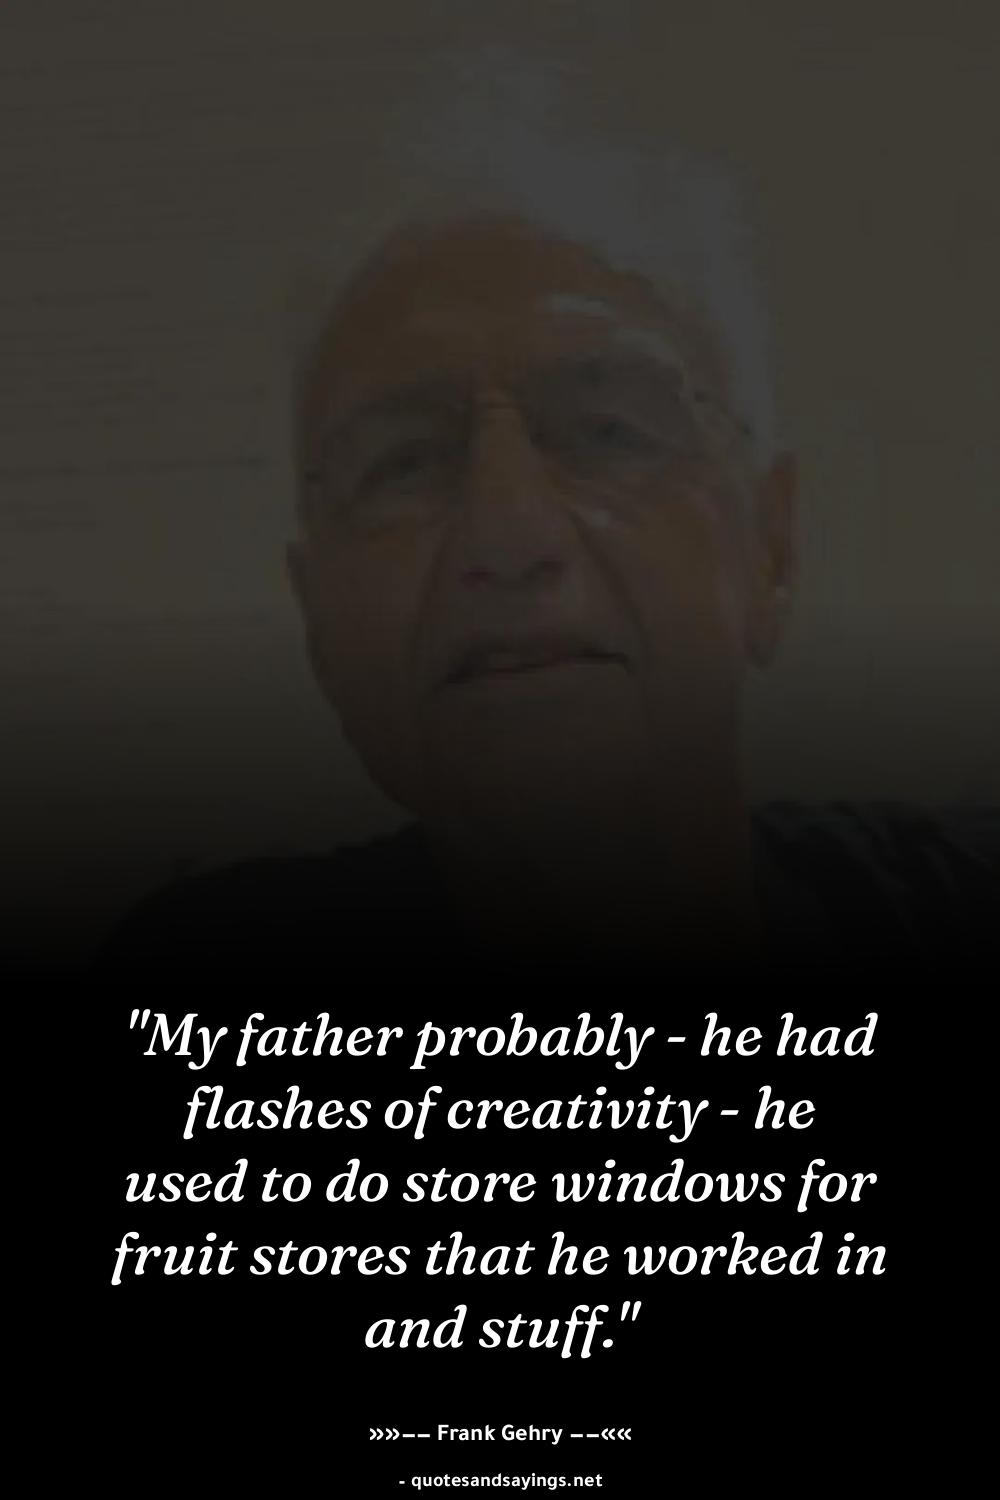 "My father probably - he had
flashes of creativity - he
used to do store windows for
fruit stores that he worked in
and stuff."
»»—— Frank Gehry ——««
- quotesandsayings.net